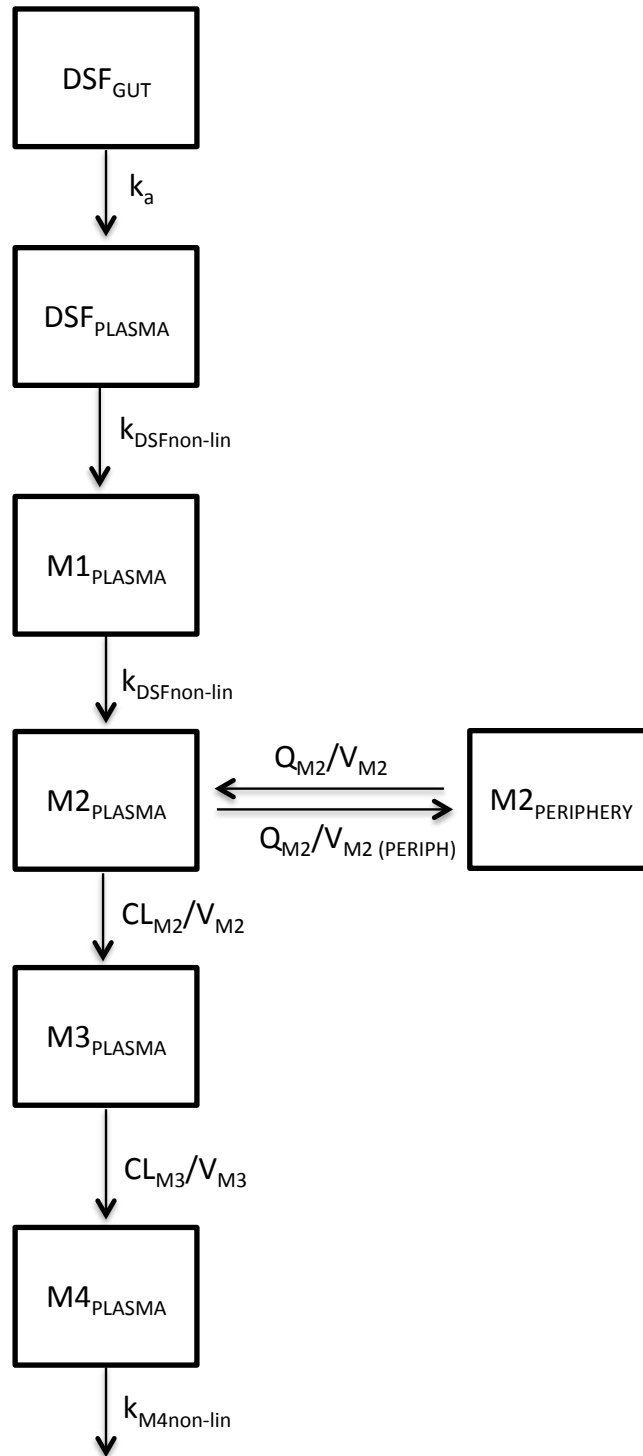 DSF_GUT
k_a
DSF_PLASMA
k_DSFnon-lin
M1_PLASMA
k_DSFnon-lin
Q_M2/V_M2
M2_PLASMA
M2_PERIPHERY
Q_M2/V_M2 (PERIPH)
CL_M2/V_M2
M3_PLASMA
CL_M3/V_M3
M4_PLASMA
k_M4non-lin